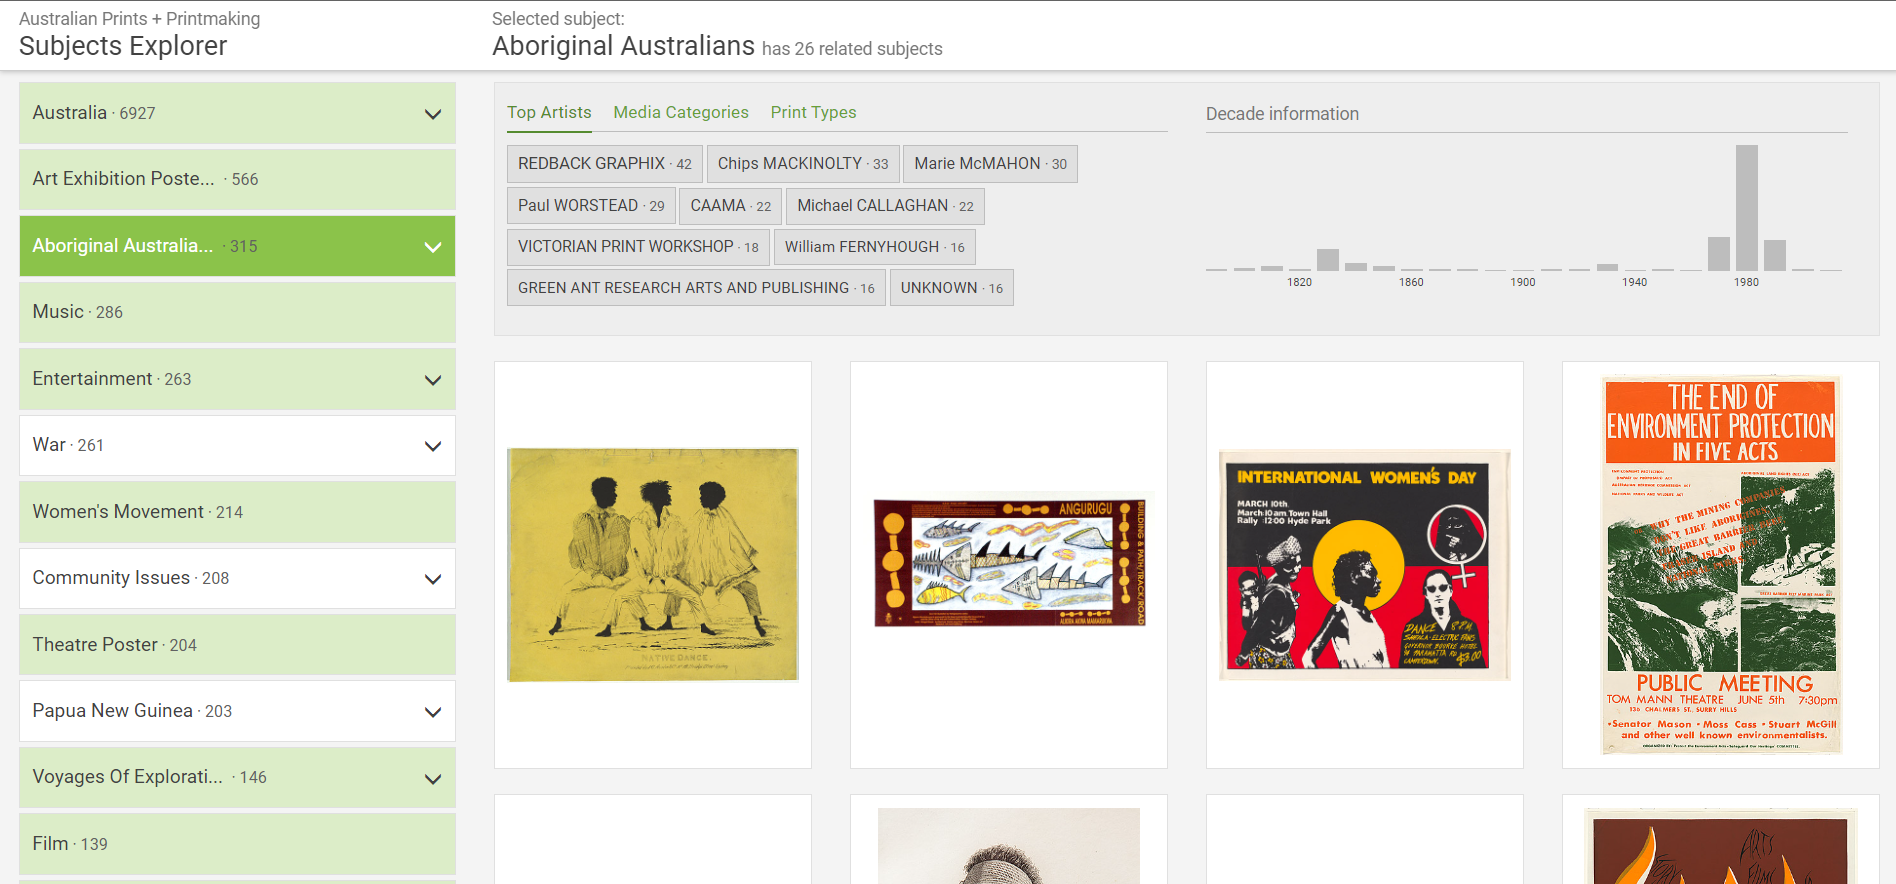 Australian Prints + Printmaking
Subjects Explorer
Selected subject:
Aboriginal Australians has 26 related subjects
Australia · 6927
Art Exhibition Poste... · 566
Aboriginal Australia... · 315
Music · 286
Entertainment · 263
War · 261
Women's Movement · 214
Community Issues · 208
Theatre Poster · 204
Papua New Guinea · 203
Voyages Of Explorati... · 146
Film · 139
Top Artists Media Categories Print Types
REDBACK GRAPHIX · 42 Chips MACKINOLTY · 33 Marie McMAHON · 30
Paul WORSTEAD · 29 CAAMA · 22 Michael CALLAGHAN · 22
VICTORIAN PRINT WORKSHOP · 18 William FERNYHOUGH · 16
GREEN ANT RESEARCH ARTS AND PUBLISHING · 16 UNKNOWN · 16
Decade information
1820 1860 1900 1940 1980
NATIVE DANCE.
ANGURUGU
BUILDING & PATH/TRACK/ROAD
INTERNATIONAL WOMEN'S DAY
MARCH 10th
March:10am Town Hall
Rally :12:00 Hyde Park
DANCE 8PM
GOVERNOR BOURNE HOTEL
CAMPERDOWN.
$3.00
THE END OF
ENVIRONMENT PROTECTION
IN FIVE ACTS
WHY THE MINING COMPANIES
DON'T LIKE ABORIGINES
PUBLIC MEETING
TOM MANN THEATRE JUNE 5th 7:30pm
136 CHALMERS ST. SURRY HILLS
•Senator Mason • Moss Cass • Stuart McGill
and other well known environmentalists.
ARTS